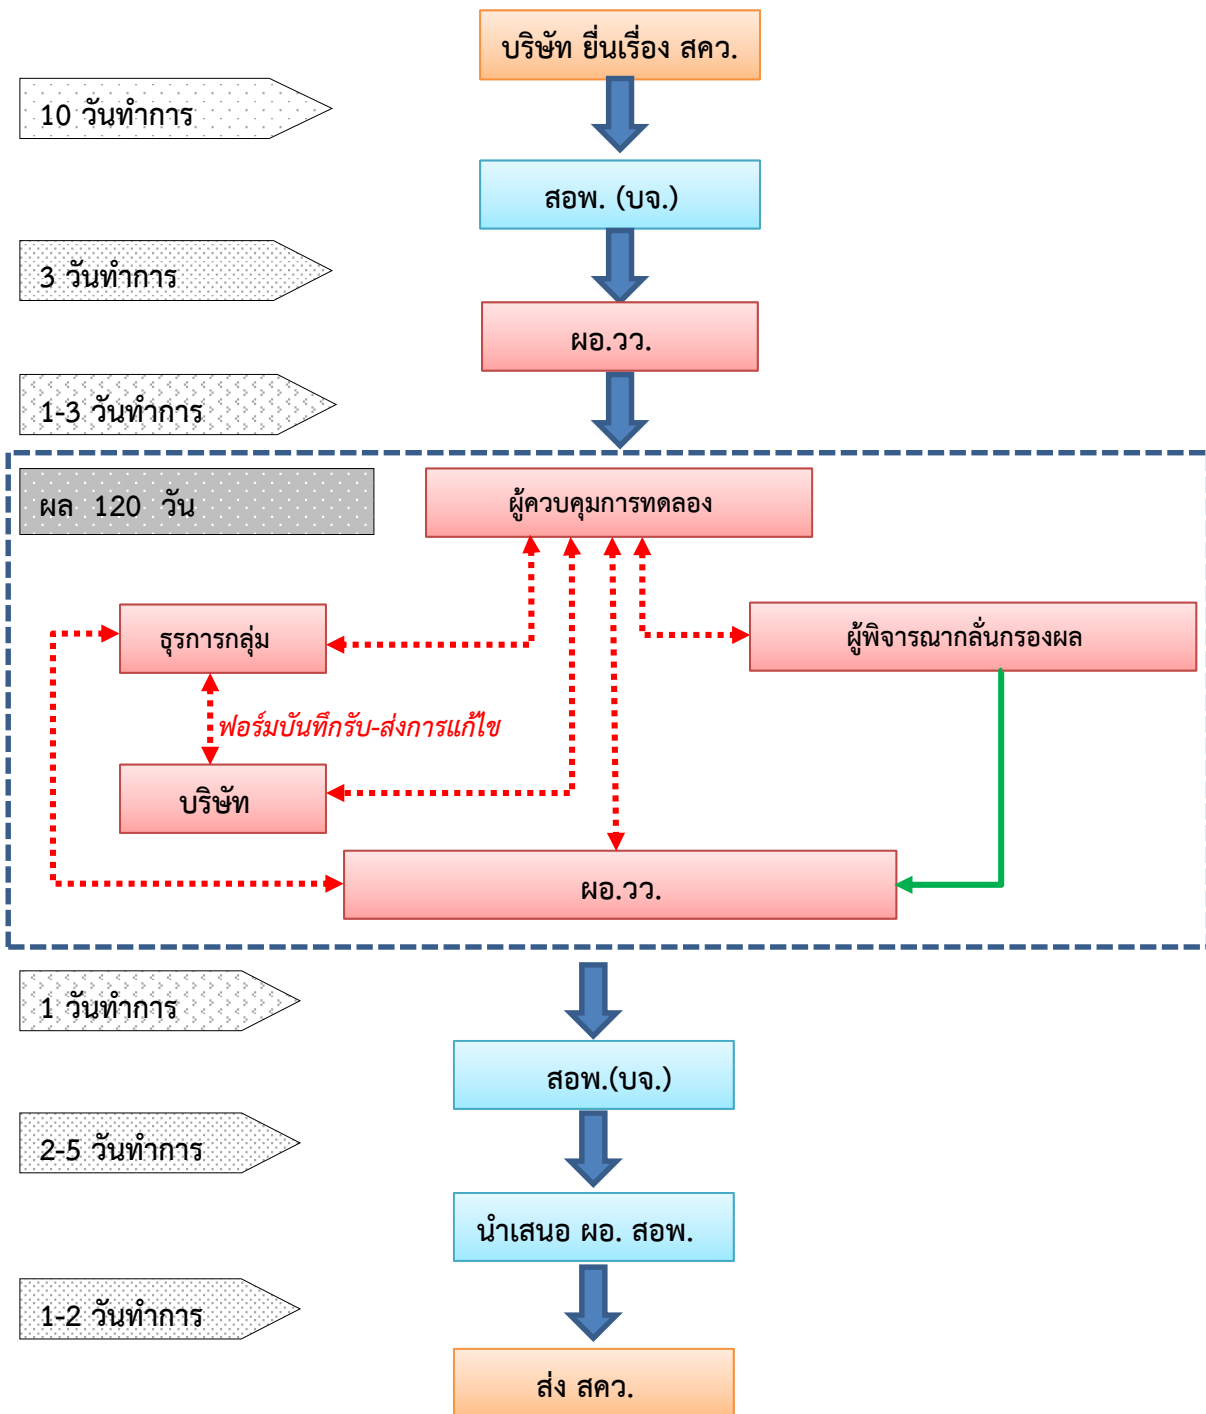 บริษัท ยื่นเรื่อง สคว.
10 วันทำการ
สอพ. (บจ.)
3 วันทำการ
ผอ.วว.
1-3 วันทำการ
ผล 120 วัน
ผู้ควบคุมการทดลอง
ธุรการกลุ่ม
ผู้พิจารณากลั่นกรองผล
ฟอร์มบันทึกรับ-ส่งการแก้ไข
บริษัท
ผอ.วว.
1 วันทำการ
สอพ.(บจ.)
2-5 วันทำการ
นำเสนอ ผอ. สอพ.
1-2 วันทำการ
ส่ง สคว.